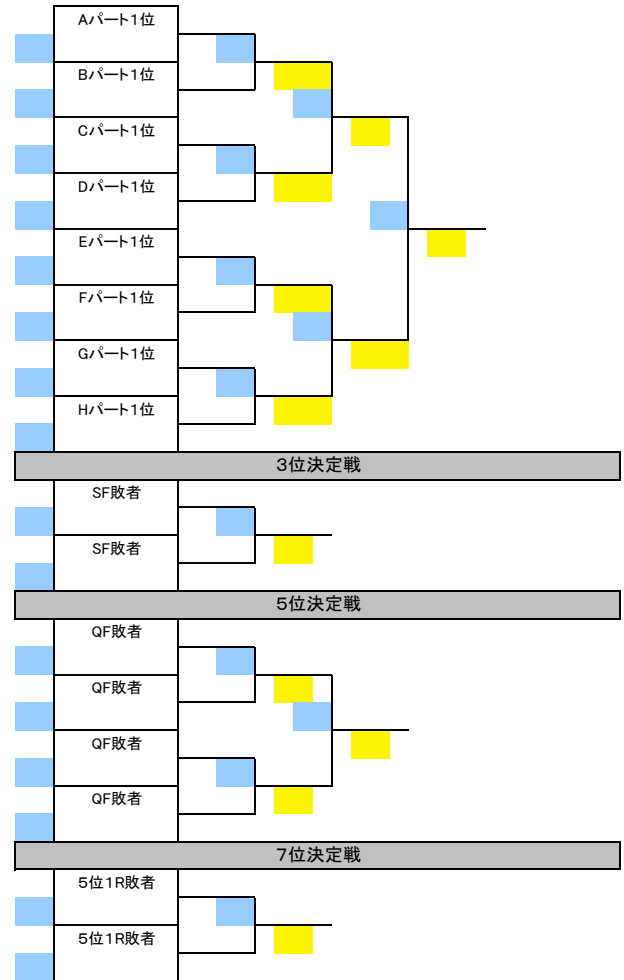 Aパート1位
Bパート1位
Cパート1位
Dパート1位
Eパート1位
Fパート1位
Gパート1位
Hパート1位
3位決定戦
SF敗者
SF敗者
5位決定戦
QF敗者
QF敗者
QF敗者
QF敗者
7位決定戦
5位1R敗者
5位1R敗者